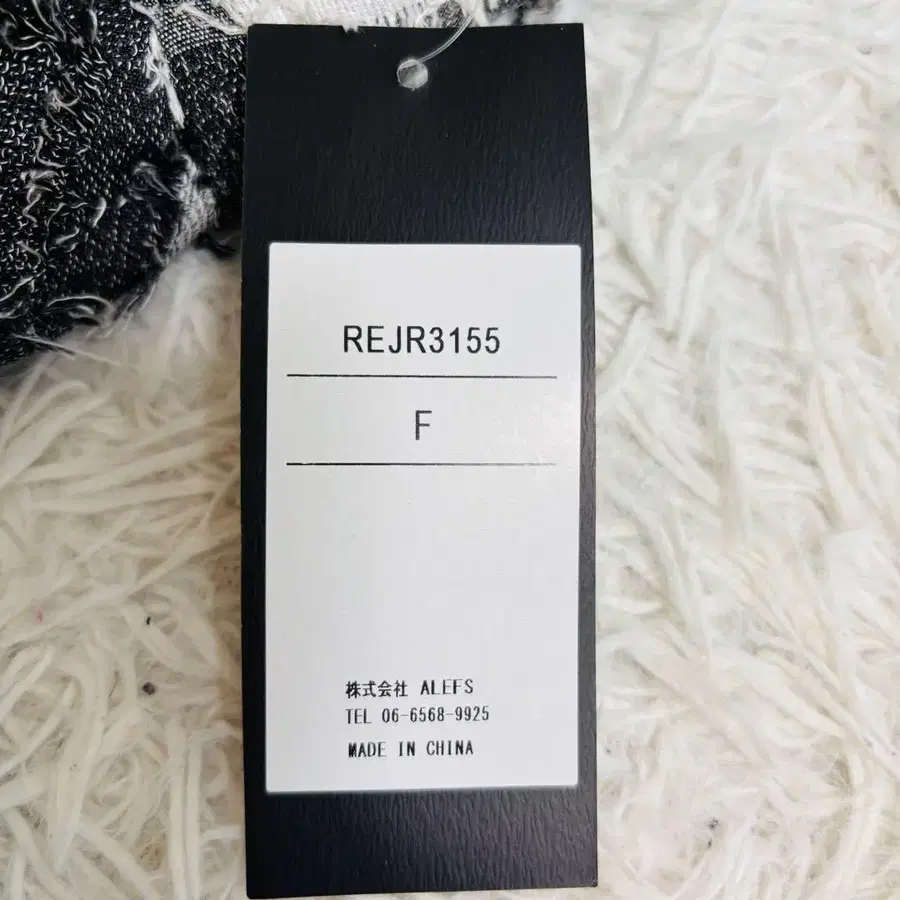 REJR3155
F
株式会社 ALEFS
TEL 06-6568-9925
MADE IN CHINA